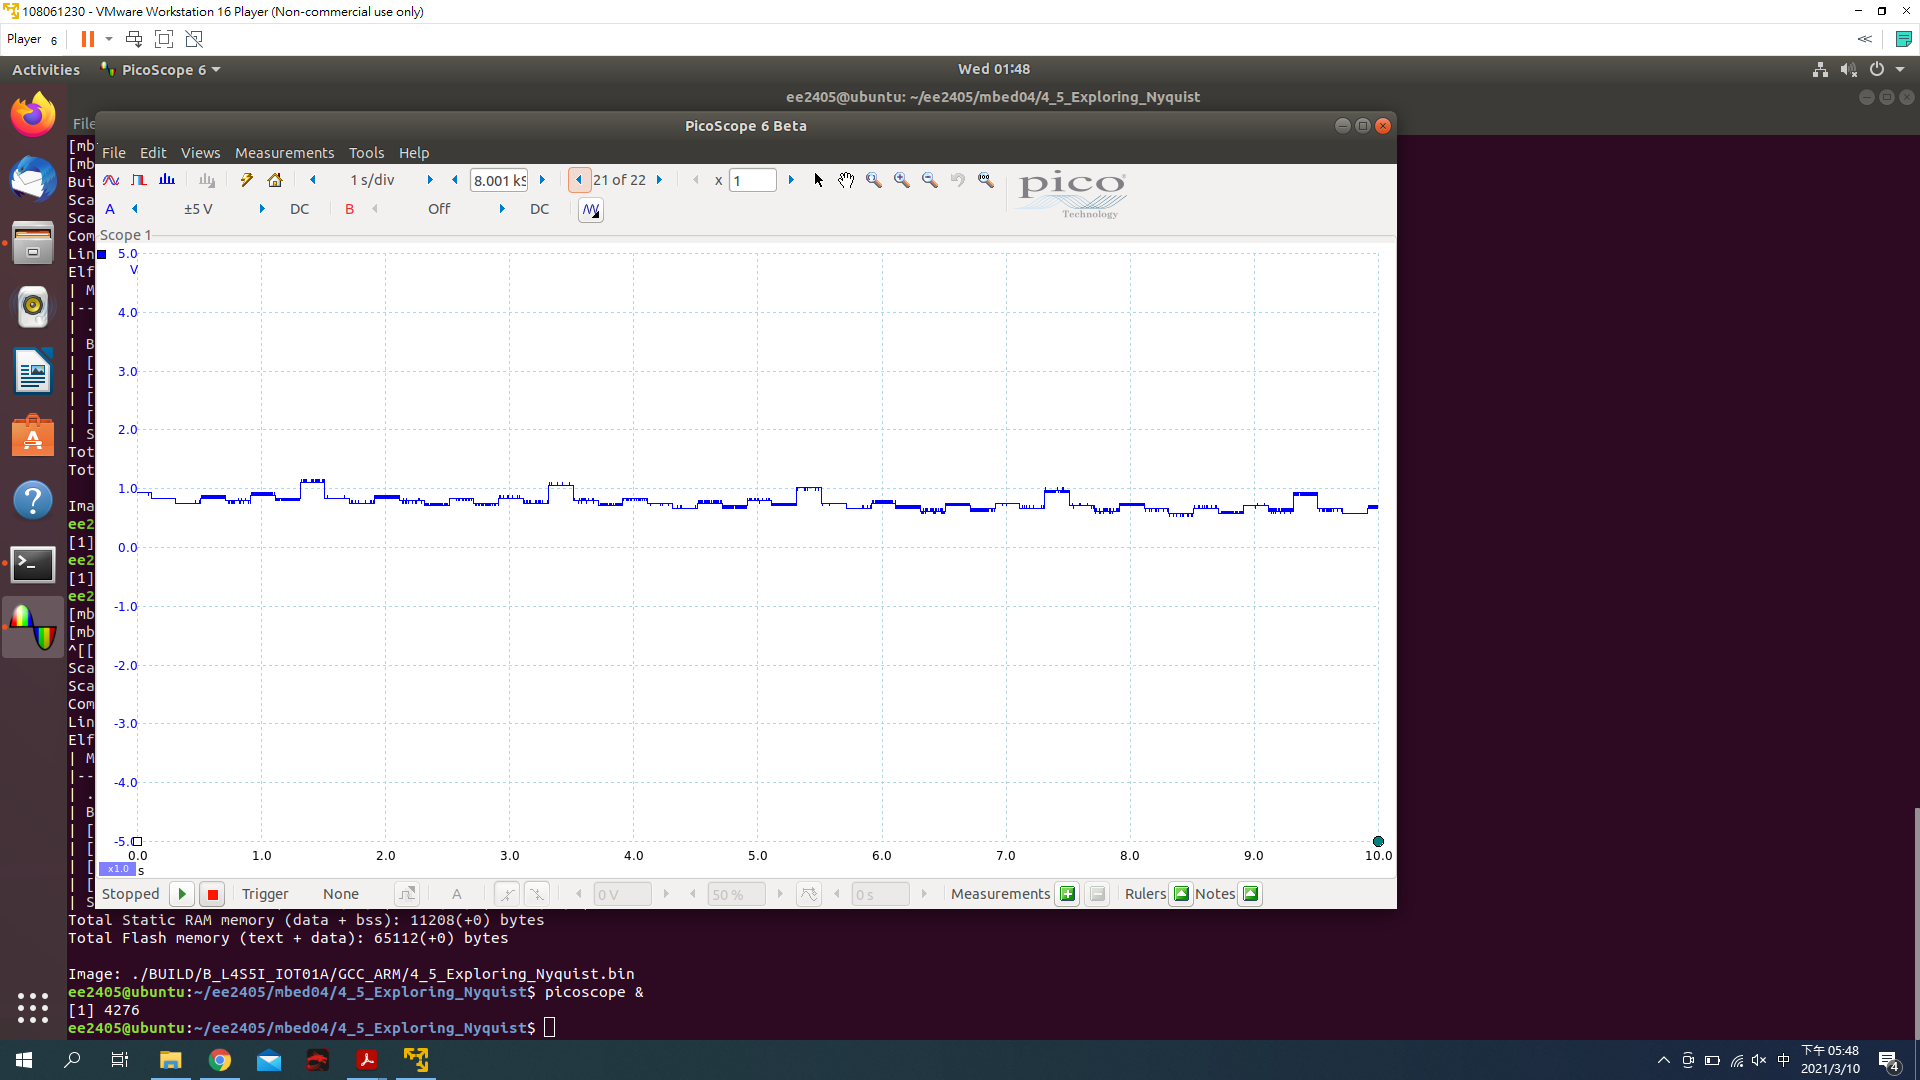 108061230 - VMware Workstation 16 Player (Non-commercial use only)
Player 6
Activities PicoScope 6 Wed 01:48
ee2405@ubuntu: ~/ee2405/mbed04/4_5_Exploring_Nyquist
File
PicoScope 6 Beta
File Edit Views Measurements Tools Help
1 s/div 8.001 kS 21 of 22 x 1
pico
Technology
A ±5 V DC B Off DC
Scope 1
5.0
V
4.0
3.0
2.0
1.0
0.0
-1.0
-2.0
-3.0
-4.0
-5.0
0.0 1.0 2.0 3.0 4.0 5.0 6.0 7.0 8.0 9.0 10.0
x1.0 s
Stopped Trigger None A 0 V 50 % 0 s Measurements Rulers Notes
[mb
[mb
Bui
Sca
Sca
Com
Lin
Elf
| M
|--
| .
| B
| [
| [
| [
| [
| S
Tot
Tot
Ima
ee2
[1]
ee2
[1]
ee2
[mb
[mb
^[[
Sca
Sca
Com
Lin
Elf
| M
|--
| .
| B
| [
| [
| [
| [
| S
Total Static RAM memory (data + bss): 11208(+0) bytes
Total Flash memory (text + data): 65112(+0) bytes
Image: ./BUILD/B_L4S5I_IOT01A/GCC_ARM/4_5_Exploring_Nyquist.bin
ee2405@ubuntu:~/ee2405/mbed04/4_5_Exploring_Nyquist$ picoscope &
[1] 4276
ee2405@ubuntu:~/ee2405/mbed04/4_5_Exploring_Nyquist$
中 下午 05:48
2021/3/10
4